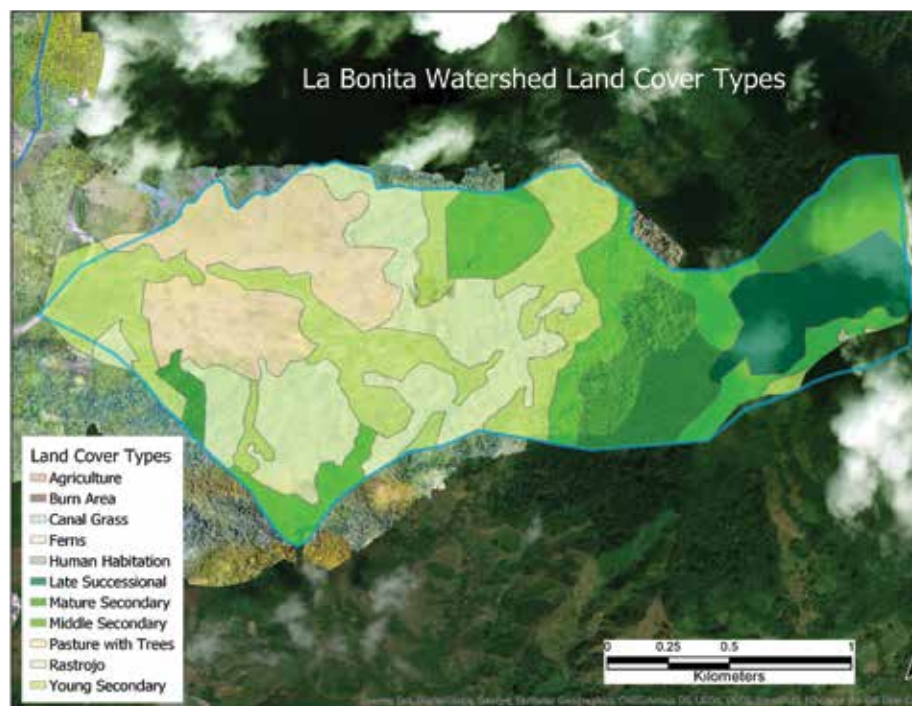 La Bonita Watershed Land Cover Types
Land Cover Types
Agriculture
Burn Area
Canal Grass
Ferns
Human Habitation
Late Successional
Mature Secondary
Middle Secondary
Pasture with Trees
Rastrojo
Young Secondary
0 0.25 0.5 1
Kilometers